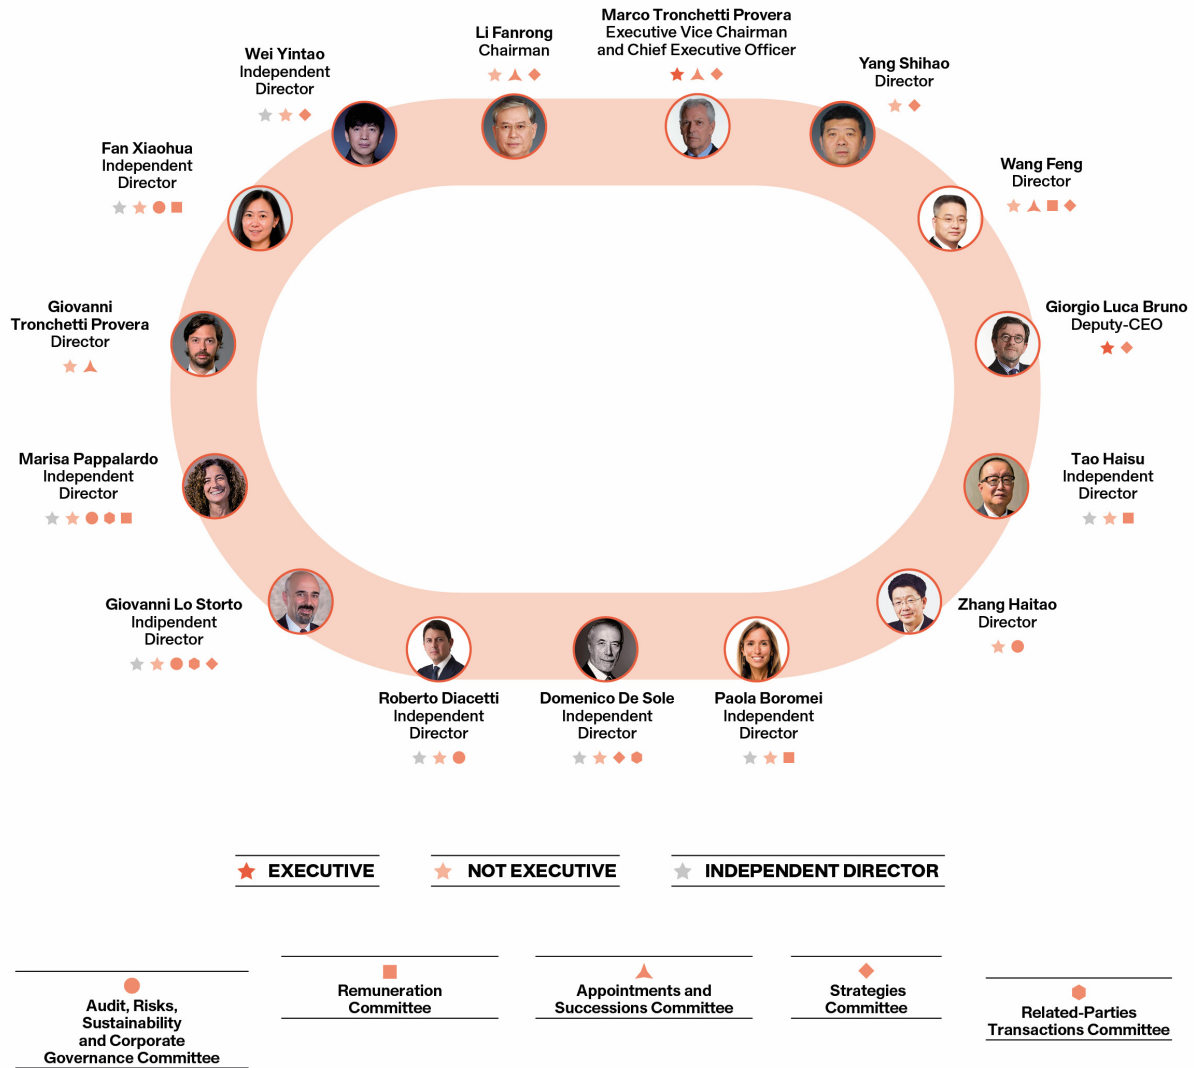 Marco Tronchetti Provera
Executive Vice Chairman
and Chief Executive Officer
Li Fanrong
Chairman
Wei Yintao
Independent
Director
Yang Shihao
Director
Fan Xiaohua
Independent
Director
Wang Feng
Director
Giovanni
Tronchetti Provera
Director
Giorgio Luca Bruno
Deputy-CEO
Marisa Pappalardo
Independent
Director
Tao Haisu
Independent
Director
Giovanni Lo Storto
Indipendent
Director
Zhang Haitao
Director
Roberto Diacetti
Independent
Director
Domenico De Sole
Independent
Director
Paola Boromei
Independent
Director
EXECUTIVE
NOT EXECUTIVE
INDEPENDENT DIRECTOR
Audit, Risks,
Sustainability
and Corporate
Governance Committee
Remuneration
Committee
Appointments and
Successions Committee
Strategies
Committee
Related-Parties
Transactions Committee